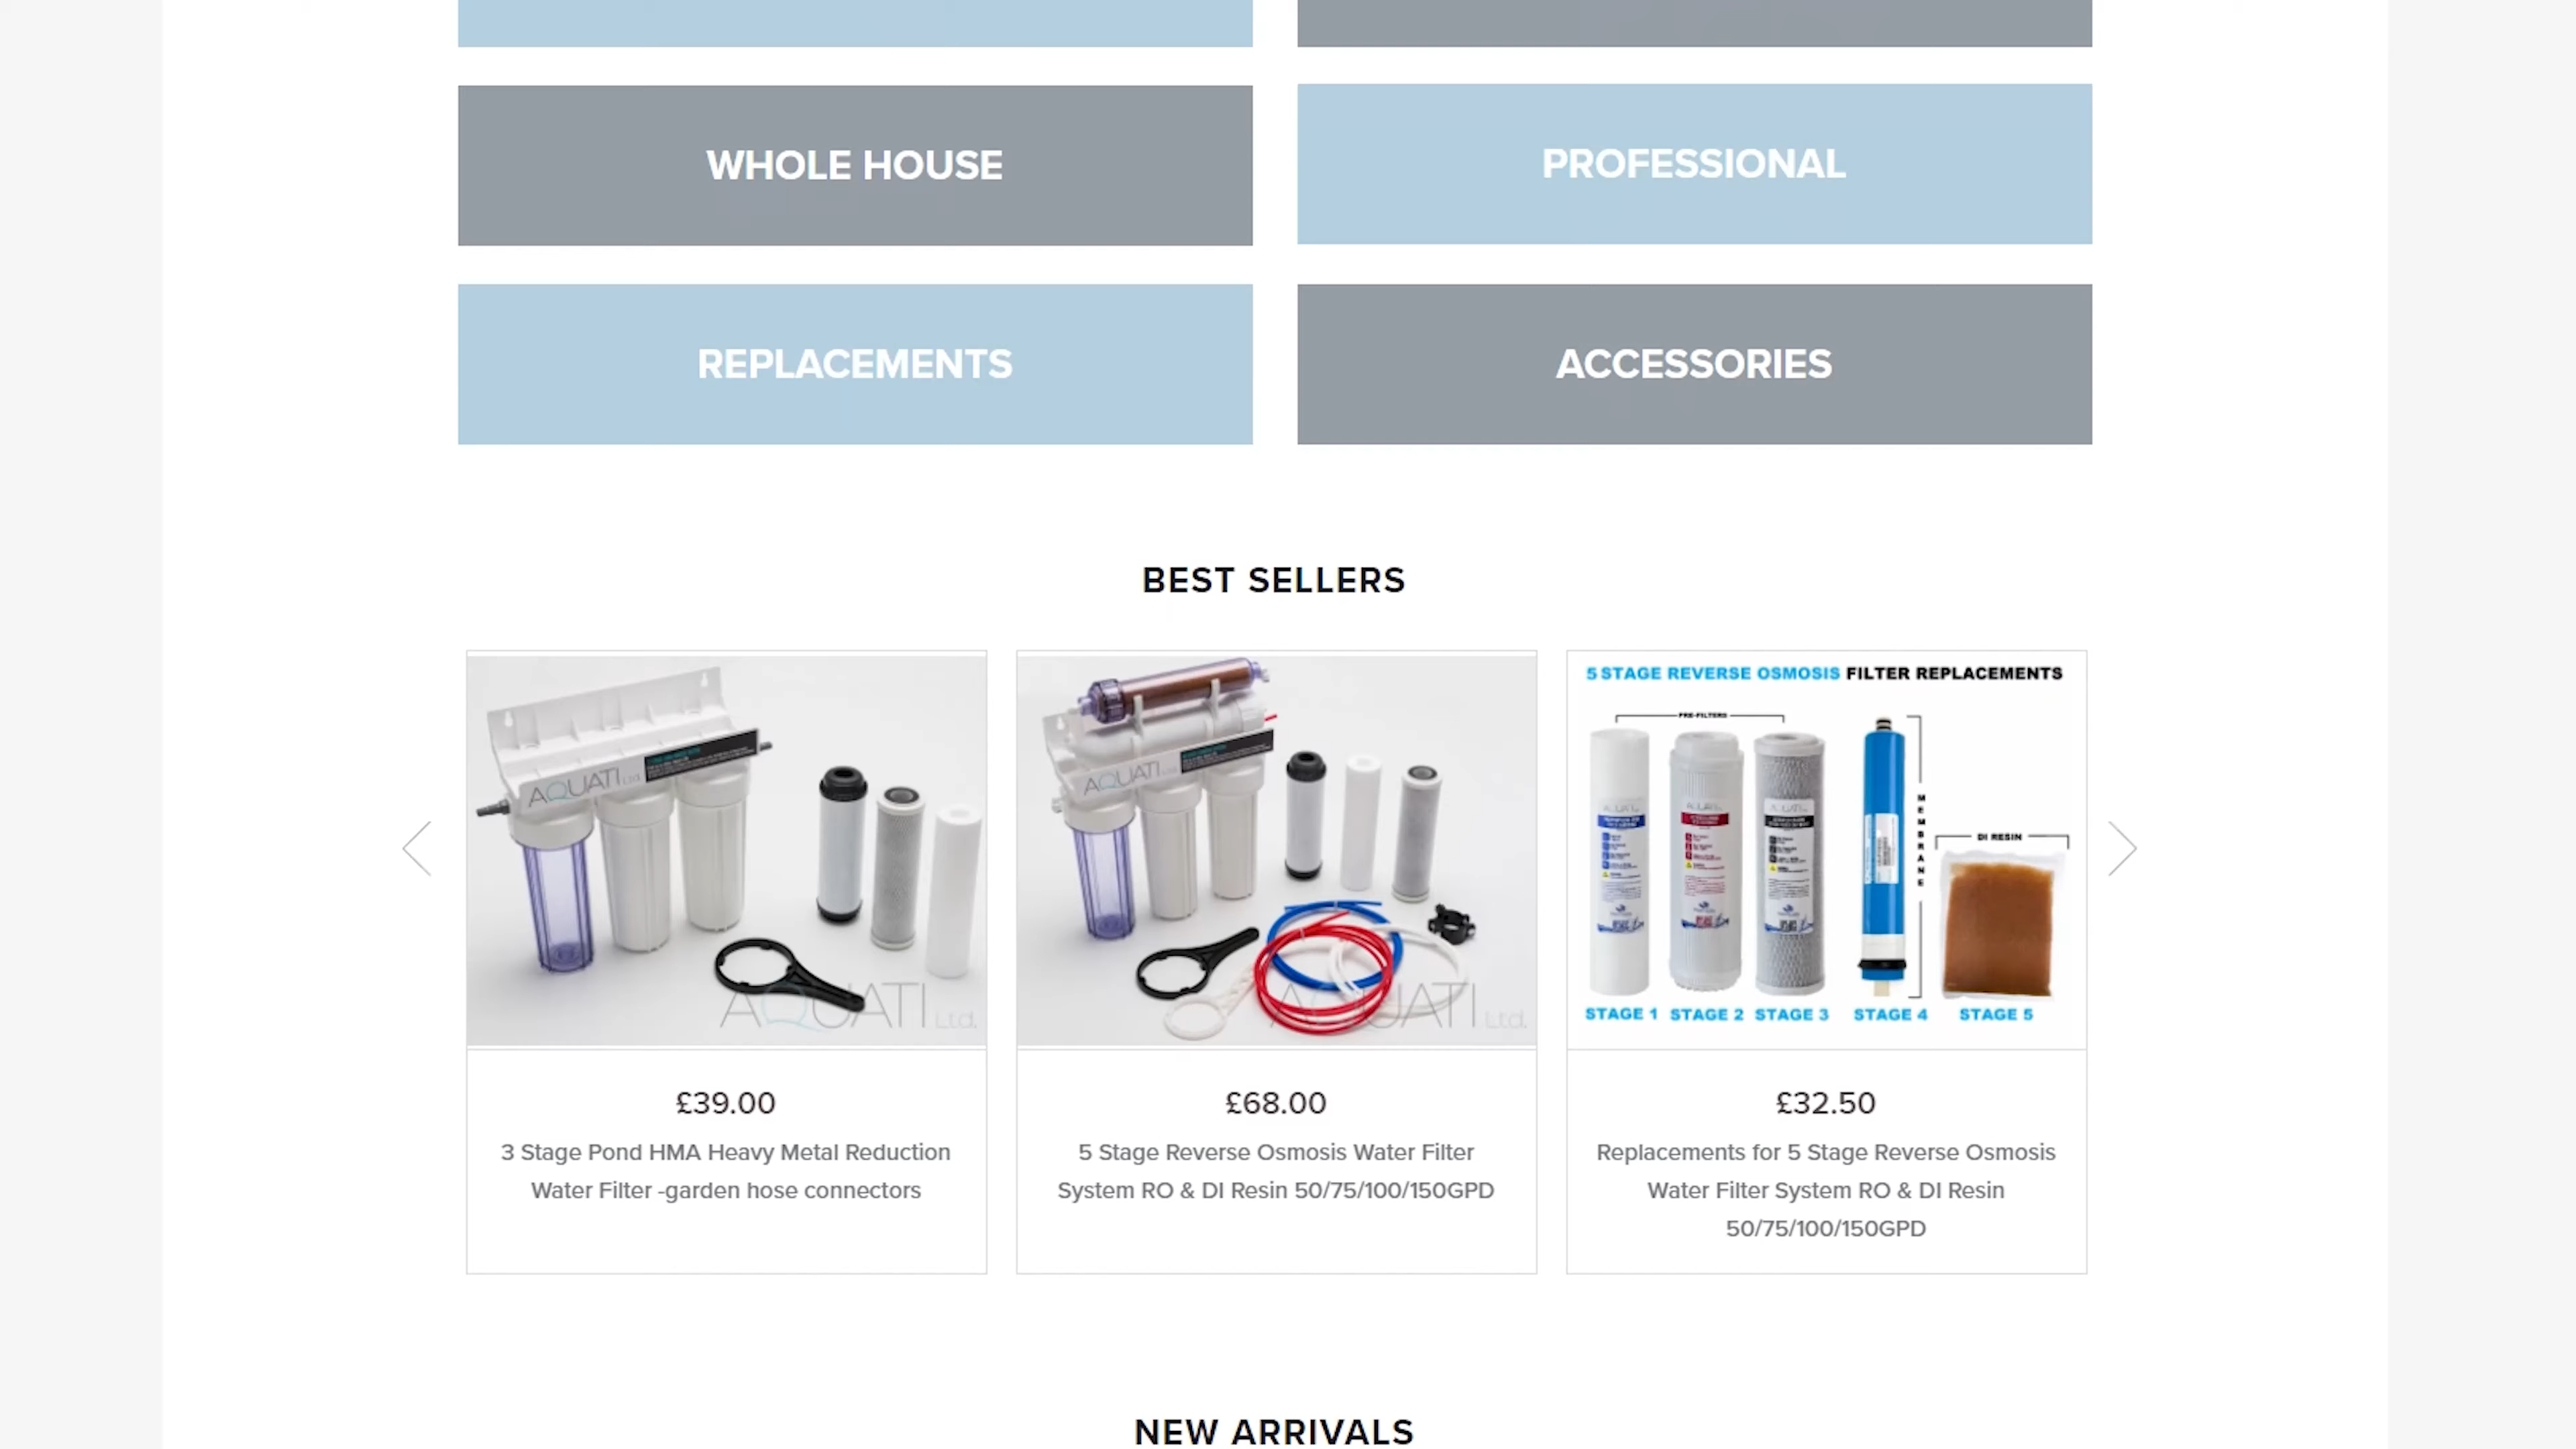 WHOLE HOUSE
PROFESSIONAL
REPLACEMENTS
ACCESSORIES
BEST SELLERS
AQUATI Ltd.
AQUATI Ltd.
AQUATI Ltd.
AQUATI Ltd.
5 STAGE REVERSE OSMOSIS FILTER REPLACEMENTS
PRE-FILTERS
MEMBRANE
DI RESIN
STAGE 1 STAGE 2 STAGE 3 STAGE 4 STAGE 5
£39.00
3 Stage Pond HMA Heavy Metal Reduction
Water Filter -garden hose connectors
£68.00
5 Stage Reverse Osmosis Water Filter
System RO & DI Resin 50/75/100/150GPD
£32.50
Replacements for 5 Stage Reverse Osmosis
Water Filter System RO & DI Resin
50/75/100/150GPD
NEW ARRIVALS